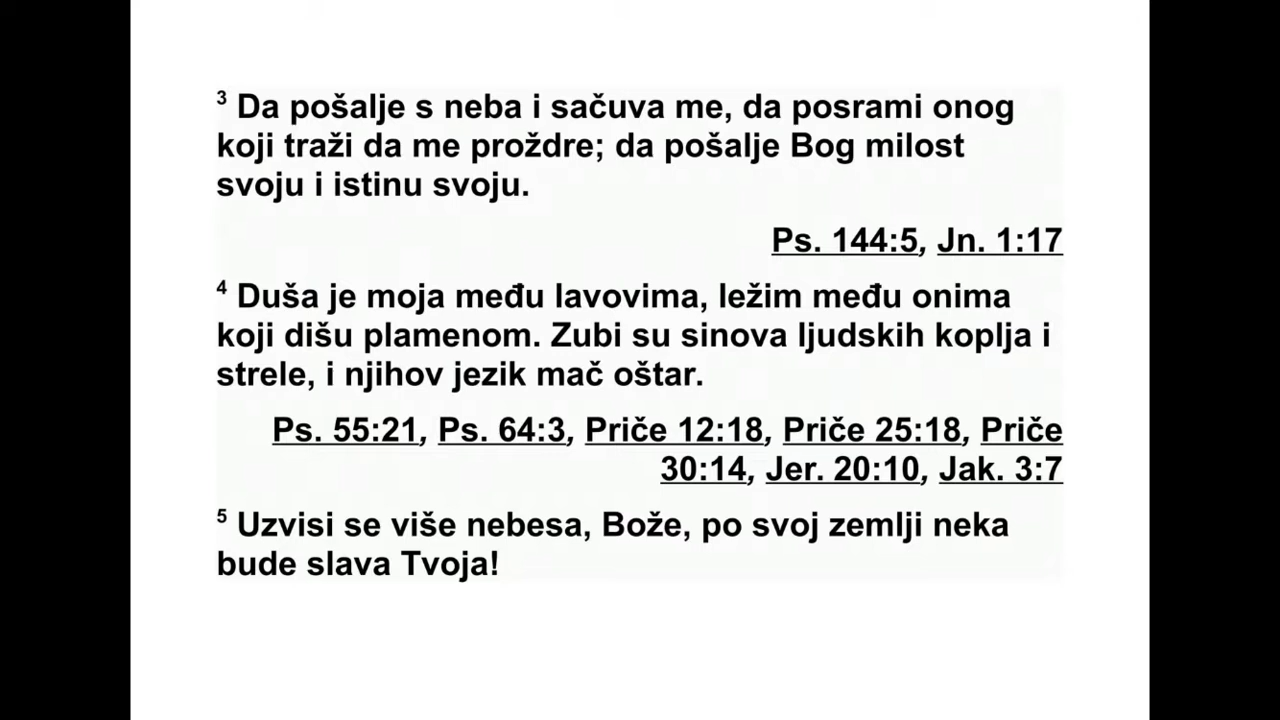 3 Da pošalje s neba i sačuva me, da posrami onog
koji traži da me proždre; da pošalje Bog milost
svoju i istinu svoju.
Ps. 144:5, Jn. 1:17
4 Duša je moja među lavovima, ležim među onima
koji dišu plamenom. Zubi su sinova ljudskih koplja i
strele, i njihov jezik mač oštar.
Ps. 55:21, Ps. 64:3, Priče 12:18, Priče 25:18, Priče
30:14, Jer. 20:10, Jak. 3:7
5 Uzvisi se više nebesa, Bože, po svoj zemlji neka
bude slava Tvoja!